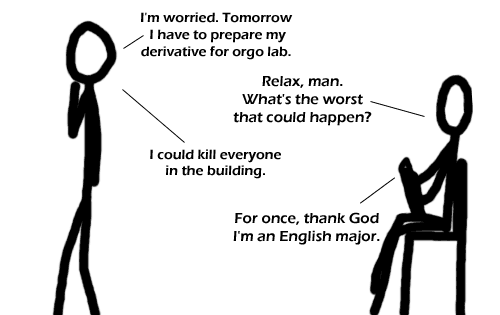 I'm worried. Tomorrow
I have to prepare my
derivative for orgo lab.
Relax, man.
What's the worst
that could happen?
I could kill everyone
in the building.
For once, thank God
I'm an English major.